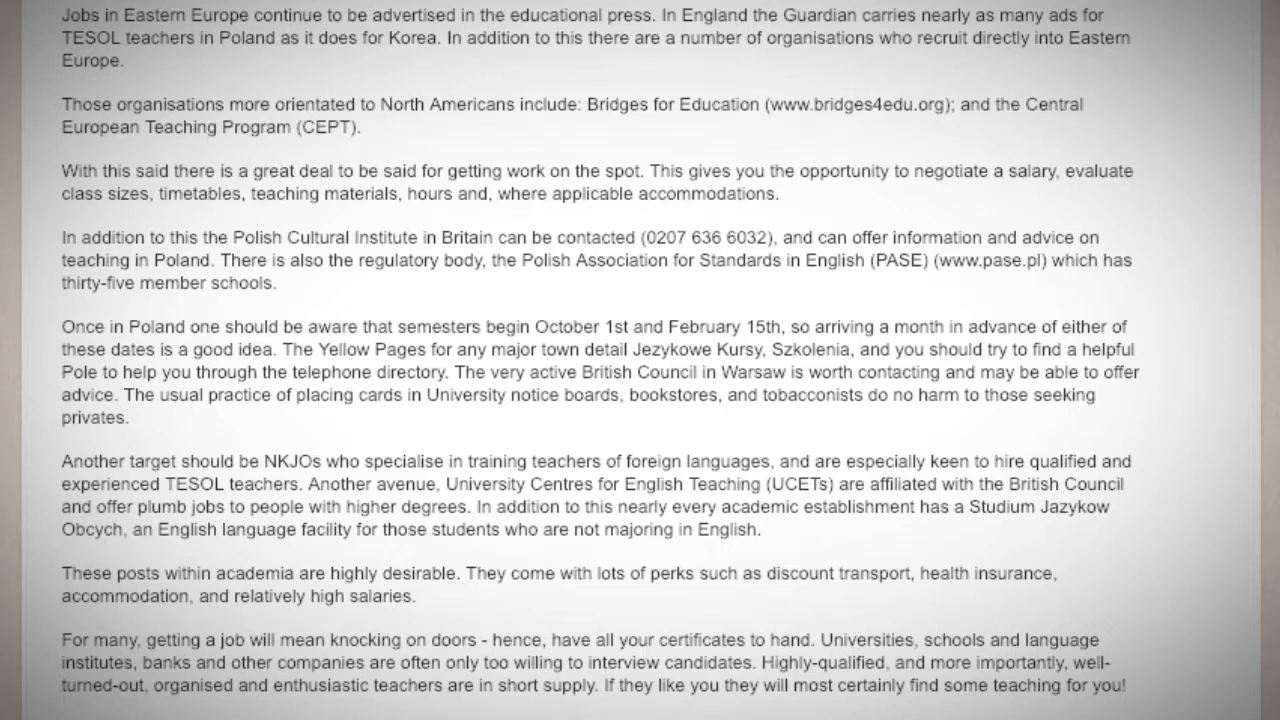 Jobs in Eastern Europe continue to be advertised in the educational press. In England the Guardian carries nearly as many ads for
TESOL teachers in Poland as it does for Korea. In addition to this there are a number of organisations who recruit directly into Eastern
Europe.
Those organisations more orientated to North Americans include: Bridges for Education (www.bridges4edu.org); and the Central
European Teaching Program (CEPT).
With this said there is a great deal to be said for getting work on the spot. This gives you the opportunity to negotiate a salary, evaluate
class sizes, timetables, teaching materials, hours and, where applicable accommodations.
In addition to this the Polish Cultural Institute in Britain can be contacted (0207 636 6032), and can offer information and advice on
teaching in Poland. There is also the regulatory body, the Polish Association for Standards in English (PASE) (www.pase.pl) which has
thirty-five member schools.
Once in Poland one should be aware that semesters begin October 1st and February 15th, so arriving a month in advance of either of
these dates is a good idea. The Yellow Pages for any major town detail Jezykowe Kursy, Szkolenia, and you should try to find a helpful
Pole to help you through the telephone directory. The very active British Council in Warsaw is worth contacting and may be able to offer
advice. The usual practice of placing cards in University notice boards, bookstores, and tobacconists do no harm to those seeking
privates.
Another target should be NKJOs who specialise in training teachers of foreign languages, and are especially keen to hire qualified and
experienced TESOL teachers. Another avenue, University Centres for English Teaching (UCETs) are affiliated with the British Council
and offer plumb jobs to people with higher degrees. In addition to this nearly every academic establishment has a Studium Jazykow
Obcych, an English language facility for those students who are not majoring in English.
These posts within academia are highly desirable. They come with lots of perks such as discount transport, health insurance,
accommodation, and relatively high salaries.
For many, getting a job will mean knocking on doors - hence, have all your certificates to hand. Universities, schools and language
institutes, banks and other companies are often only too willing to interview candidates. Highly-qualified, and more importantly, well-
turned-out, organised and enthusiastic teachers are in short supply. If they like you they will most certainly find some teaching for you!